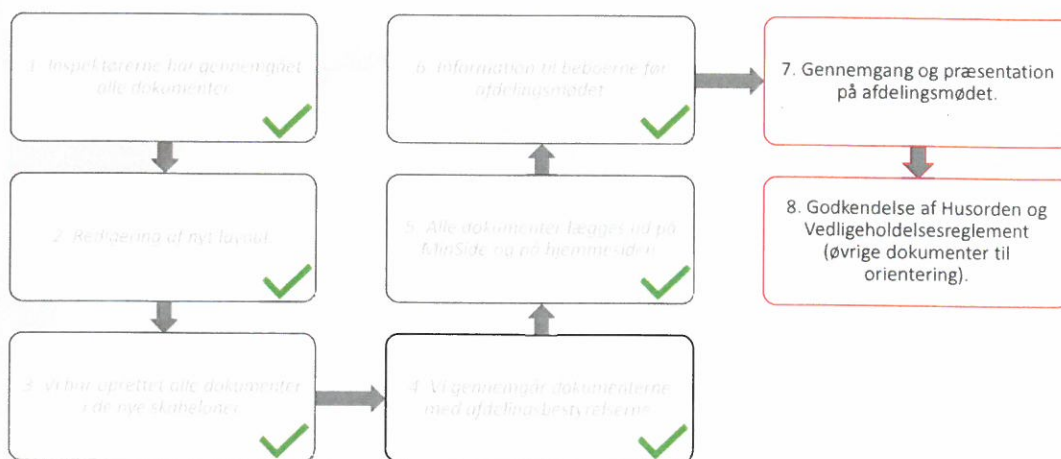 1. Inspektørerne har gennemgået
alle dokumenter
2. Redigering af nyt layout.
3. Vi har oprettet alle dokumenter
i de nye skabeloner
4. Vi gennemgår dokumenterne
med afdelingsbestyrelserne
5. Alle dokumenter lægges ud på
MinSide og på hjemmesiden
6. Information til beboerne før
afdelingsmødet
7. Gennemgang og præsentation
på afdelingsmødet.
8. Godkendelse af Husorden og
Vedligeholdelsesreglement
(øvrige dokumenter til
orientering).